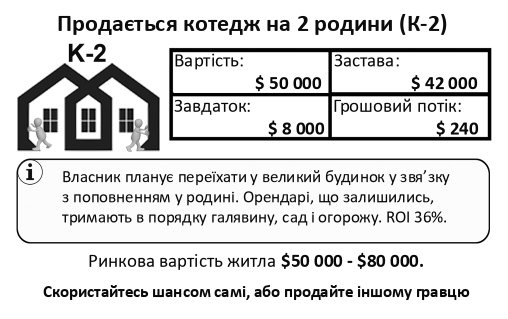 Продається котедж на 2 родини (К-2)
К-2
Вартість: Застава:
$ 50 000 $ 42 000
Завдаток: Грошовий потік:
$ 8 000 $ 240
i
Власник планує переїхати у великий будинок у зв’язку
з поповненням у родині. Орендарі, що залишились,
тримають в порядку галявину, сад і огорожу. ROI 36%.
Ринкова вартість житла $50 000 - $80 000.
Скористайтесь шансом самі, або продайте іншому гравцю